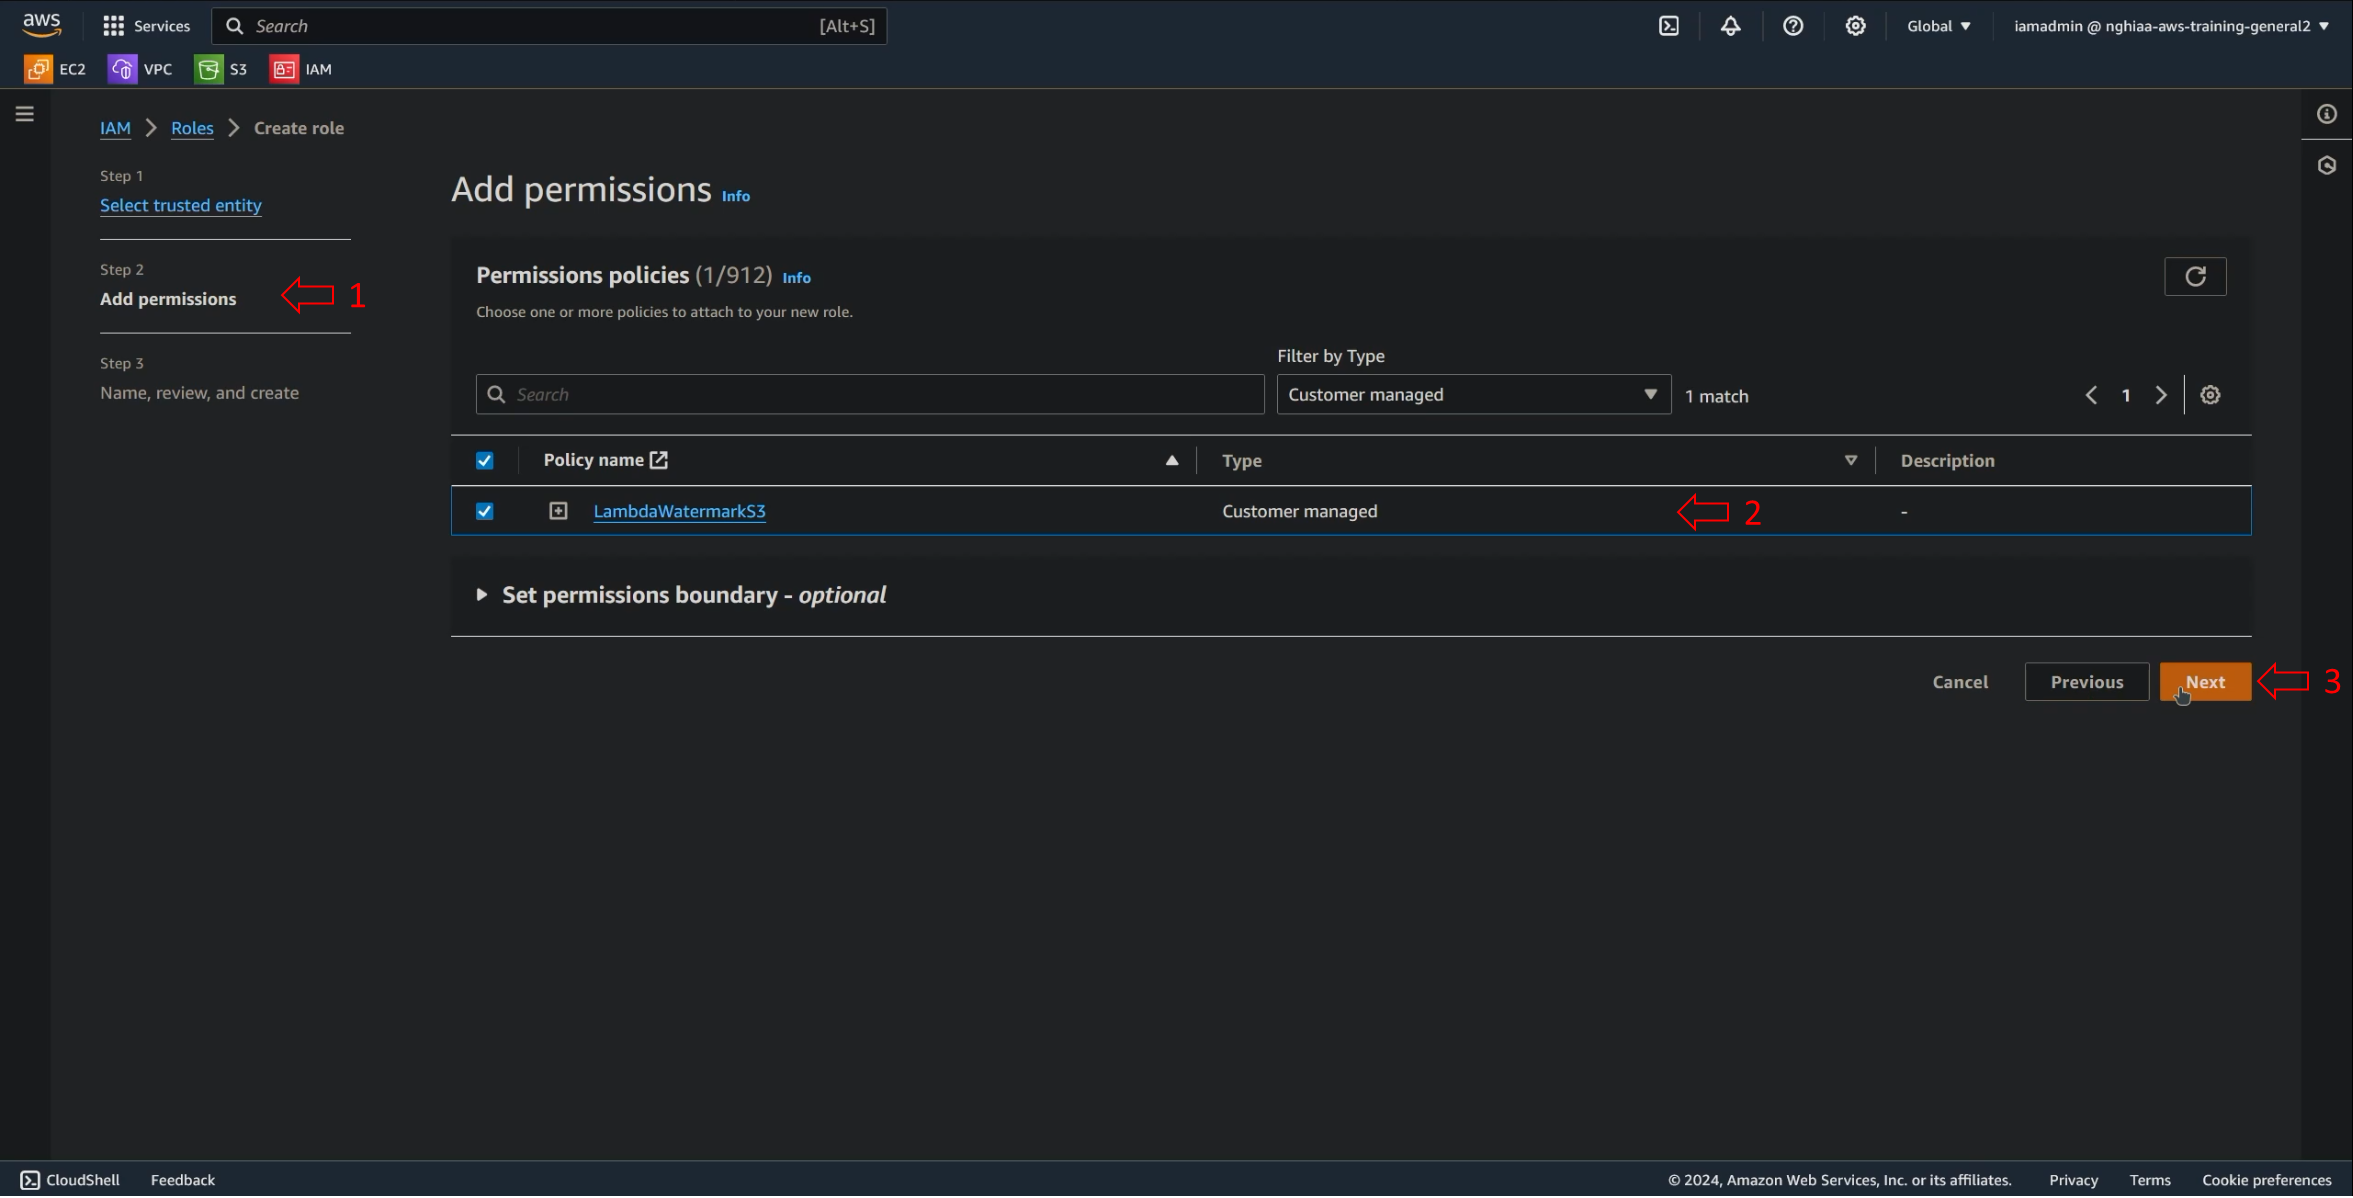 aws
Services
Search
[Alt+S]
Global
iamadmin @ nghiaa-aws-training-general2
EC2
VPC
S3
IAM
IAM
Roles
Create role
Step 1
Select trusted entity
Step 2
Add permissions
1
Step 3
Name, review, and create
Add permissions Info
Permissions policies (1/912) Info
Choose one or more policies to attach to your new role.
Filter by Type
Search
Customer managed
1 match
1
Policy name
Type
Description
LambdaWatermarkS3
Customer managed
2
-
Set permissions boundary - optional
Cancel
Previous
Next
3
CloudShell
Feedback
© 2024, Amazon Web Services, Inc. or its affiliates.
Privacy
Terms
Cookie preferences